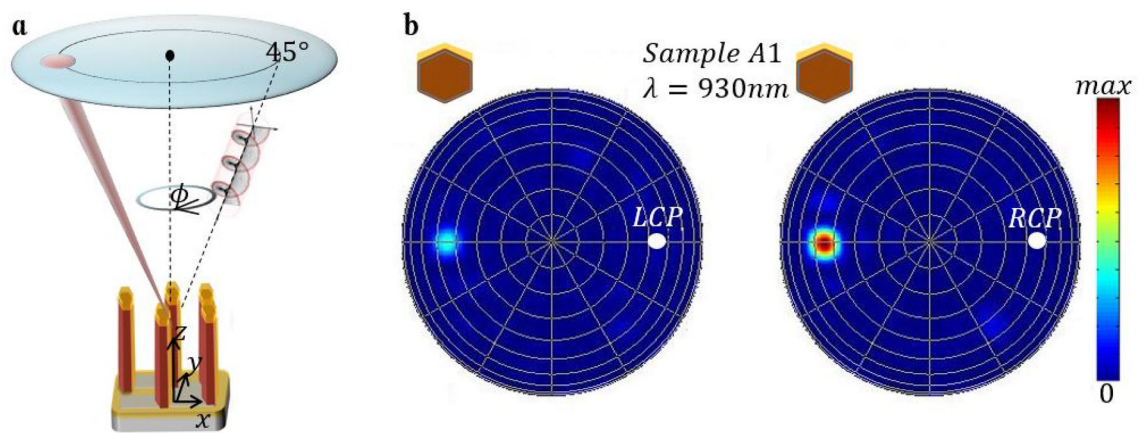 a
45°
ϕ
z
y
x
b
Sample A1
λ = 930nm
LCP
RCP
max
0